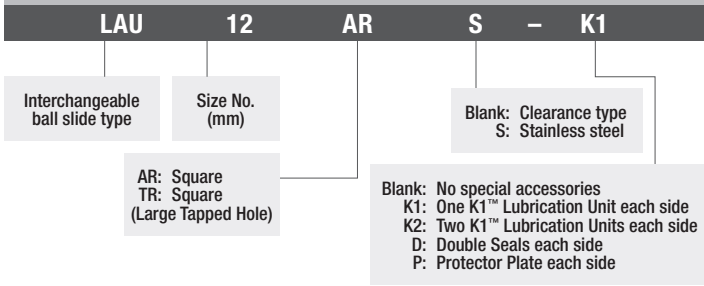 LAU 12 AR S – K1
Interchangeable
ball slide type
Size No.
(mm)
Blank: Clearance type
S: Stainless steel
AR: Square
TR: Square
(Large Tapped Hole)
Blank: No special accessories
K1: One K1™ Lubrication Unit each side
K2: Two K1™ Lubrication Units each side
D: Double Seals each side
P: Protector Plate each side